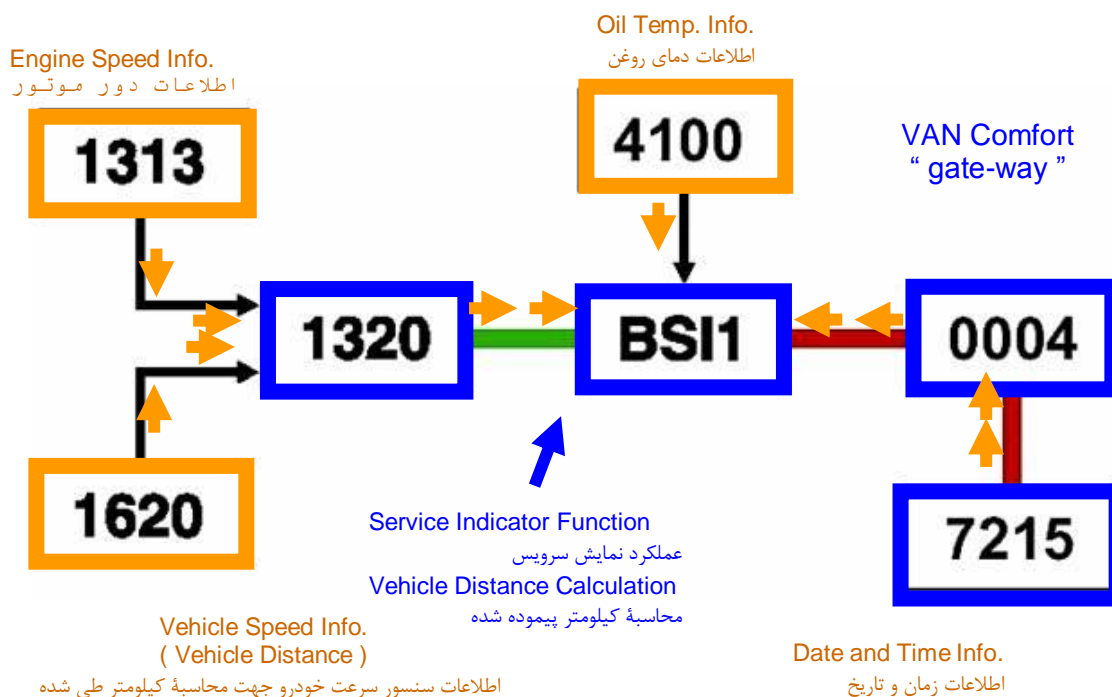 Engine Speed Info.
اطلاعات دور موتور
1313
Oil Temp. Info.
اطلاعات دمای روغن
4100
VAN Comfort
“ gate-way ”
1320
BSI1
0004
1620
7215
Service Indicator Function
عملکرد نمایش سرویس
Vehicle Distance Calculation
محاسبۀ کیلومتر پیموده شده
Vehicle Speed Info.
( Vehicle Distance )
اطلاعات سنسور سرعت خودرو جهت محاسبۀ کیلومتر طی شده
Date and Time Info.
اطلاعات زمان و تاریخ